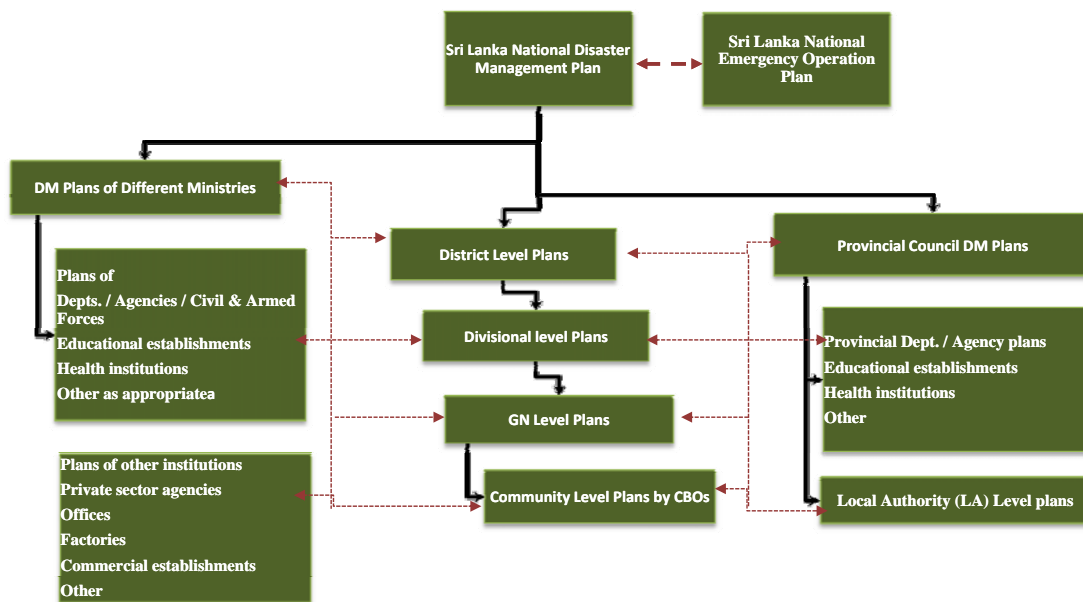 Sri Lanka National Disaster
Management Plan
Sri Lanka National
Emergency Operation
Plan
DM Plans of Different Ministries
District Level Plans
Provincial Council DM Plans
Plans of
Depts. / Agencies / Civil & Armed
Forces
Educational establishments
Health institutions
Other as appropriatea
Divisional level Plans
Provincial Dept. / Agency plans
Educational establishments
Health institutions
Other
GN Level Plans
Plans of other institutions
Private sector agencies
Offices
Factories
Commercial establishments
Other
Community Level Plans by CBOs
Local Authority (LA) Level plans